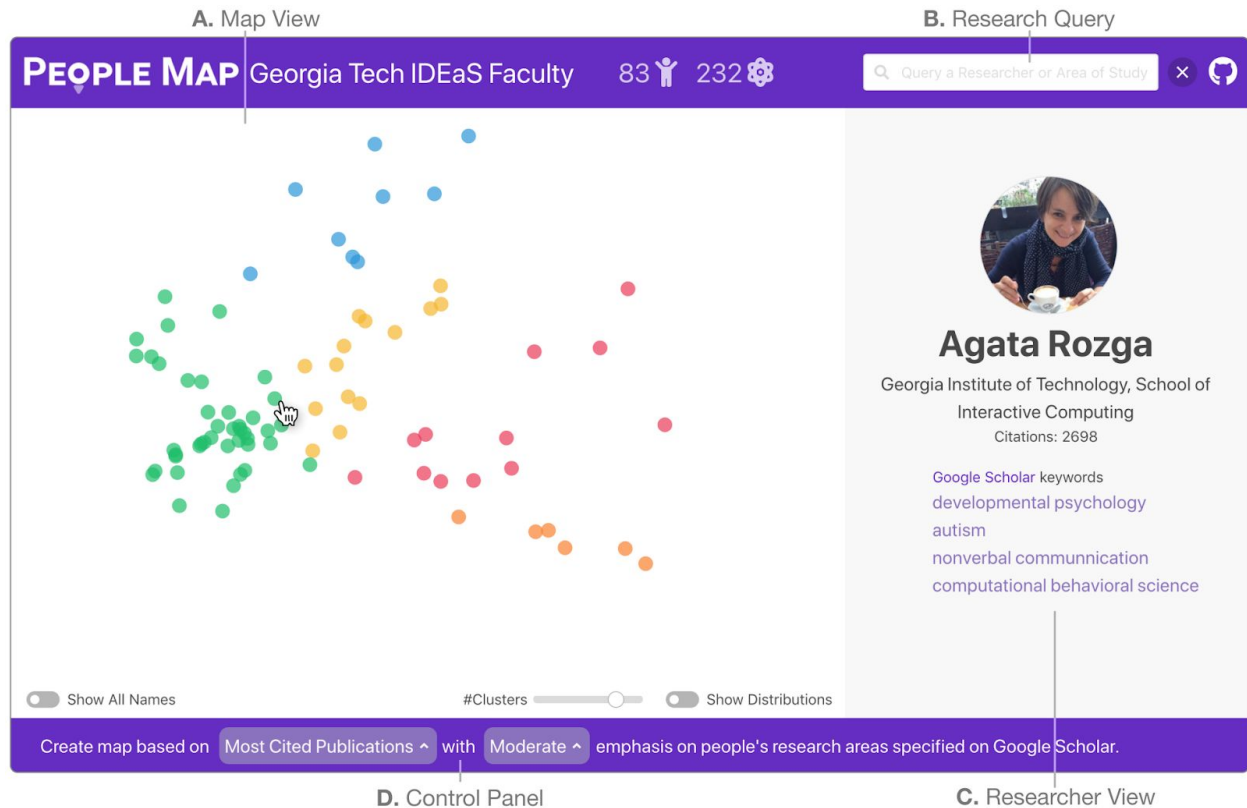 A. Map View
B. Research Query
PEOPLE MAP Georgia Tech IDEaS Faculty 83 232 Query a Researcher or Area of Study
Agata Rozga
Georgia Institute of Technology, School of
Interactive Computing
Citations: 2698
Google Scholar keywords
developmental psychology
autism
nonverbal communnication
computational behavioral science
Show All Names #Clusters Show Distributions
Create map based on Most Cited Publications with Moderate emphasis on people's research areas specified on Google Scholar.
D. Control Panel
C. Researcher View